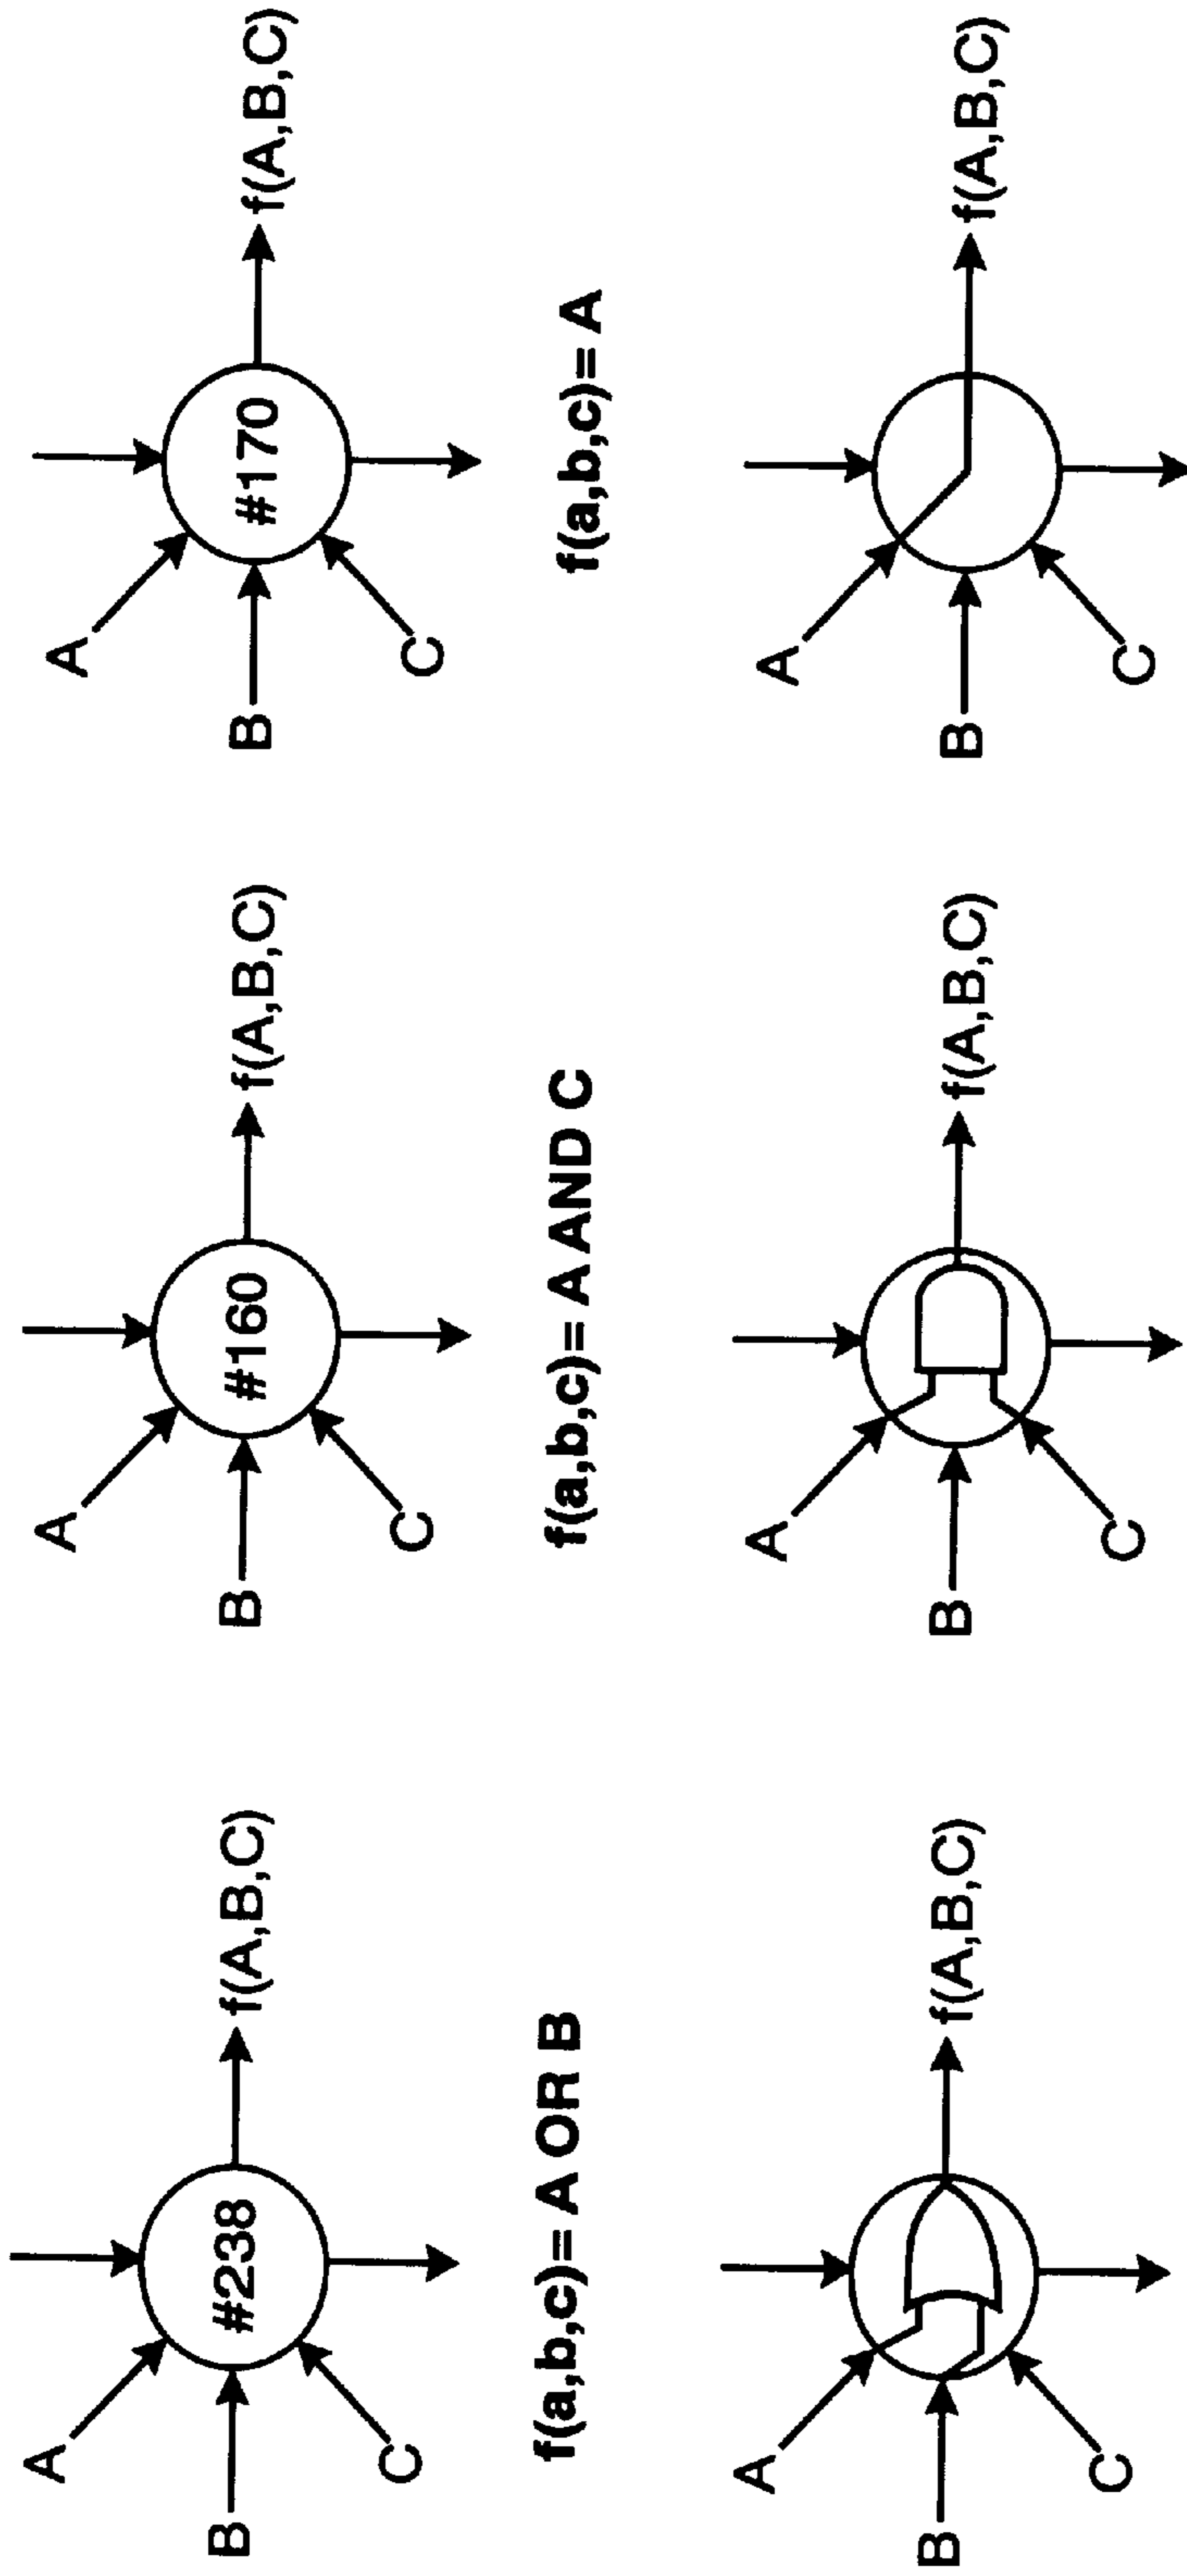 A
B
C
#238
f(A,B,C)
f(a,b,c)= A OR B
A
B
C
f(A,B,C)
A
B
C
#160
f(A,B,C)
f(a,b,c)= A AND C
A
B
C
f(A,B,C)
A
B
C
#170
f(A,B,C)
f(a,b,c)= A
A
B
C
f(A,B,C)